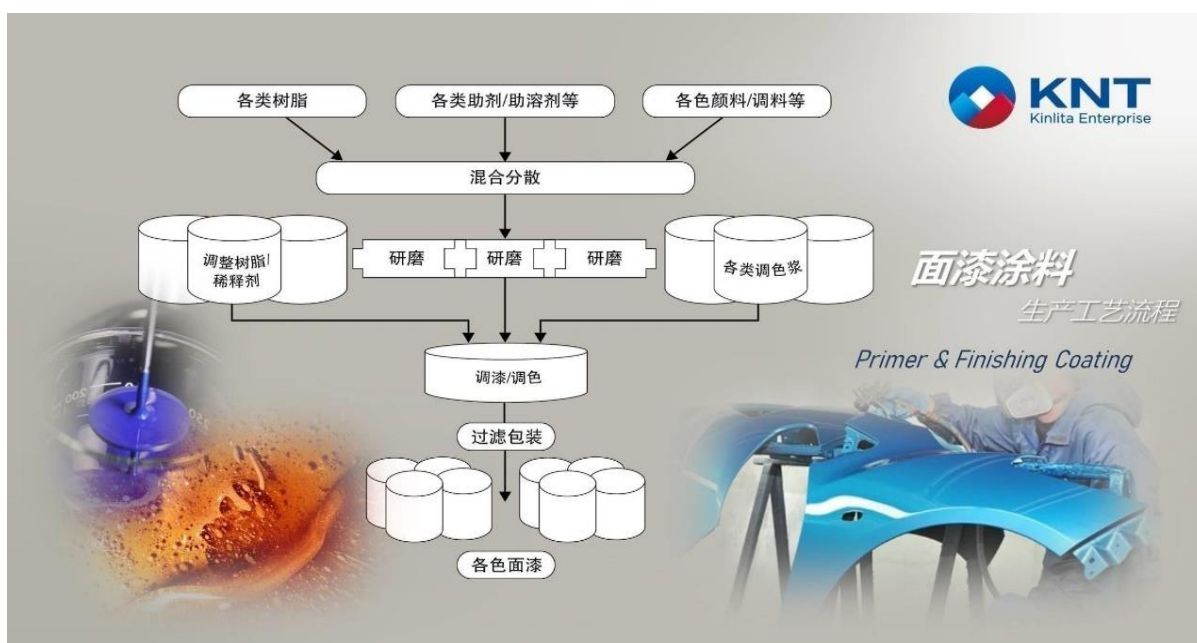 各类树脂
各类助剂/助溶剂等
各色颜料/调料等
KNT
Kinlita Enterprise
混合分散
调整树脂/
稀释剂
研磨
研磨
研磨
各类调色浆
面漆涂料
生产工艺流程
Primer & Finishing Coating
调漆/调色
过滤包装
各色面漆
200